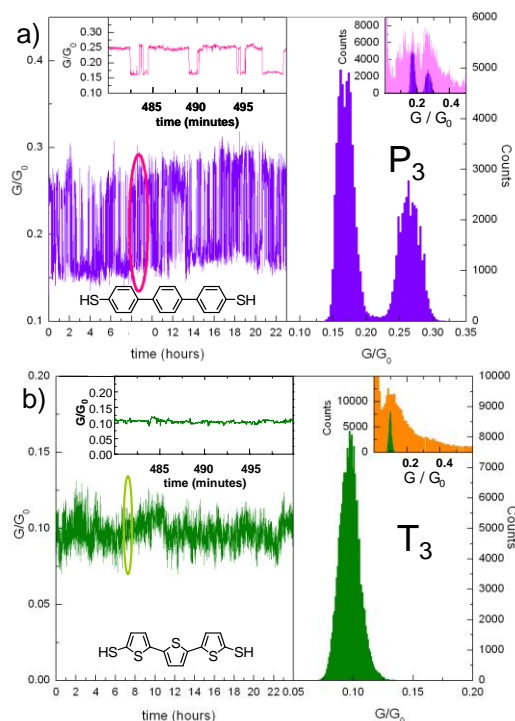 a)
G/G0
0.4
0.3
0.2
0.1
G/G0
0.30
0.25
0.20
0.15
0.10
485 490 495
time (minutes)
HS SH
0 2 4 6 8 10 12 14 16 18 20 22
time (hours)
Counts
8000
6000
4000
2000
0
0.2 0.4
G / G0
P3
6000
5000
4000
3000
2000
1000
0
Counts
0.10 0.15 0.20 0.25 0.30 0.35
G/G0
b)
G/G0
0.20
0.15
0.10
0.05
0.00
G/G0
0.20
0.15
0.10
0.05
0.00
485 490 495
time (minutes)
HS S S S SH
0 2 4 6 8 10 12 14 16 18 20 22
time (hours)
Counts
10000
5000
0
0.2 0.4
G / G0
T3
10000
9000
8000
7000
6000
5000
4000
3000
2000
1000
0
Counts
0.05 0.10 0.15 0.20
G/G0